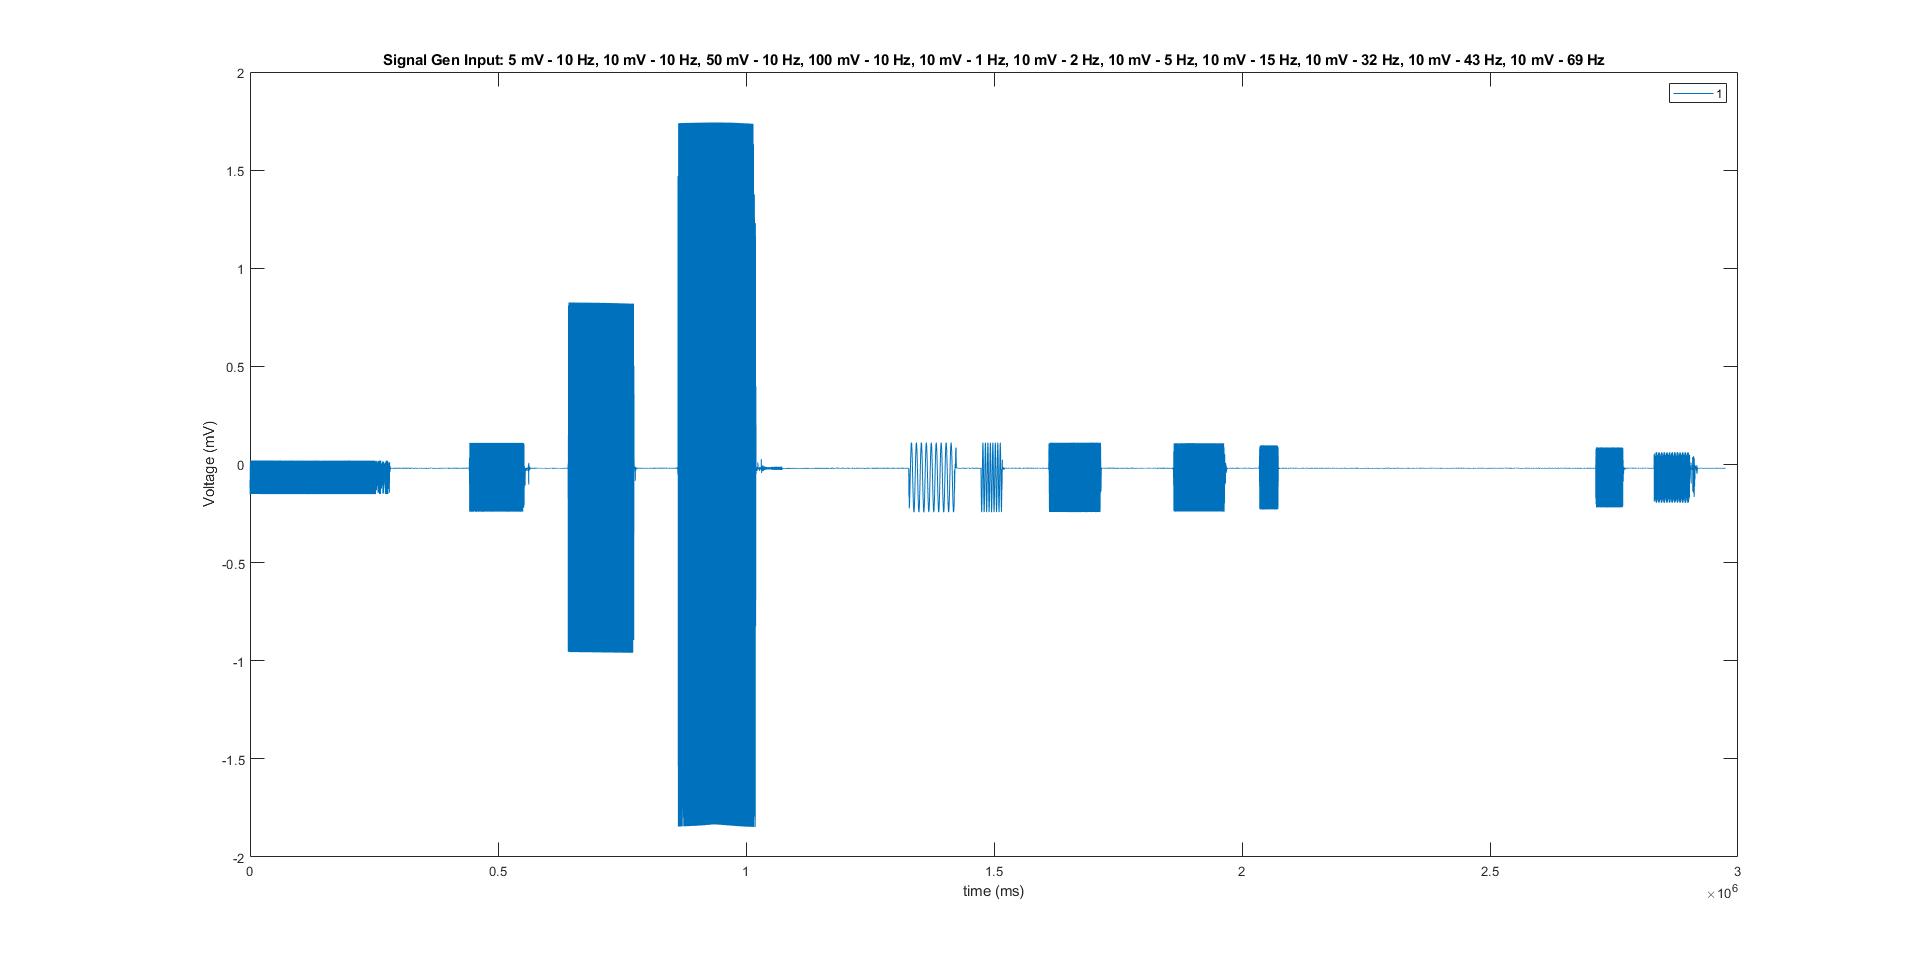 Signal Gen Input: 5 mV - 10 Hz, 10 mV - 10 Hz, 50 mV - 10 Hz, 100 mV - 10 Hz, 10 mV - 1 Hz, 10 mV - 2 Hz, 10 mV - 5 Hz, 10 mV - 15 Hz, 10 mV - 32 Hz, 10 mV - 43 Hz, 10 mV - 69 Hz
2
1
1.5
1
0.5
Voltage (mV)
0
-0.5
-1
-1.5
-2
0 0.5 1 1.5 2 2.5 3
time (ms)
×10⁶